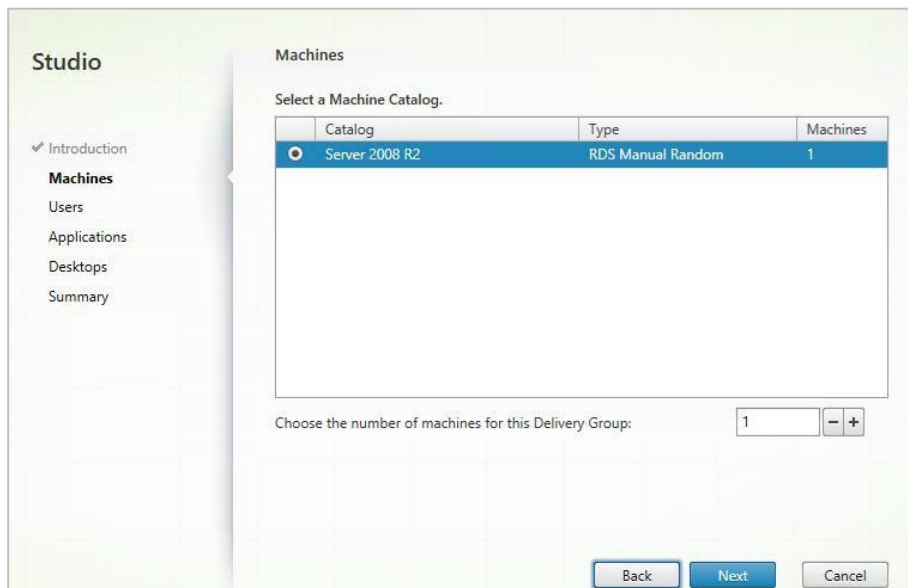 Studio
Introduction
Machines
Users
Applications
Desktops
Summary
Machines
Select a Machine Catalog.
Catalog Type Machines
Server 2008 R2 RDS Manual Random 1
Choose the number of machines for this Delivery Group: 1 − +
Back Next Cancel